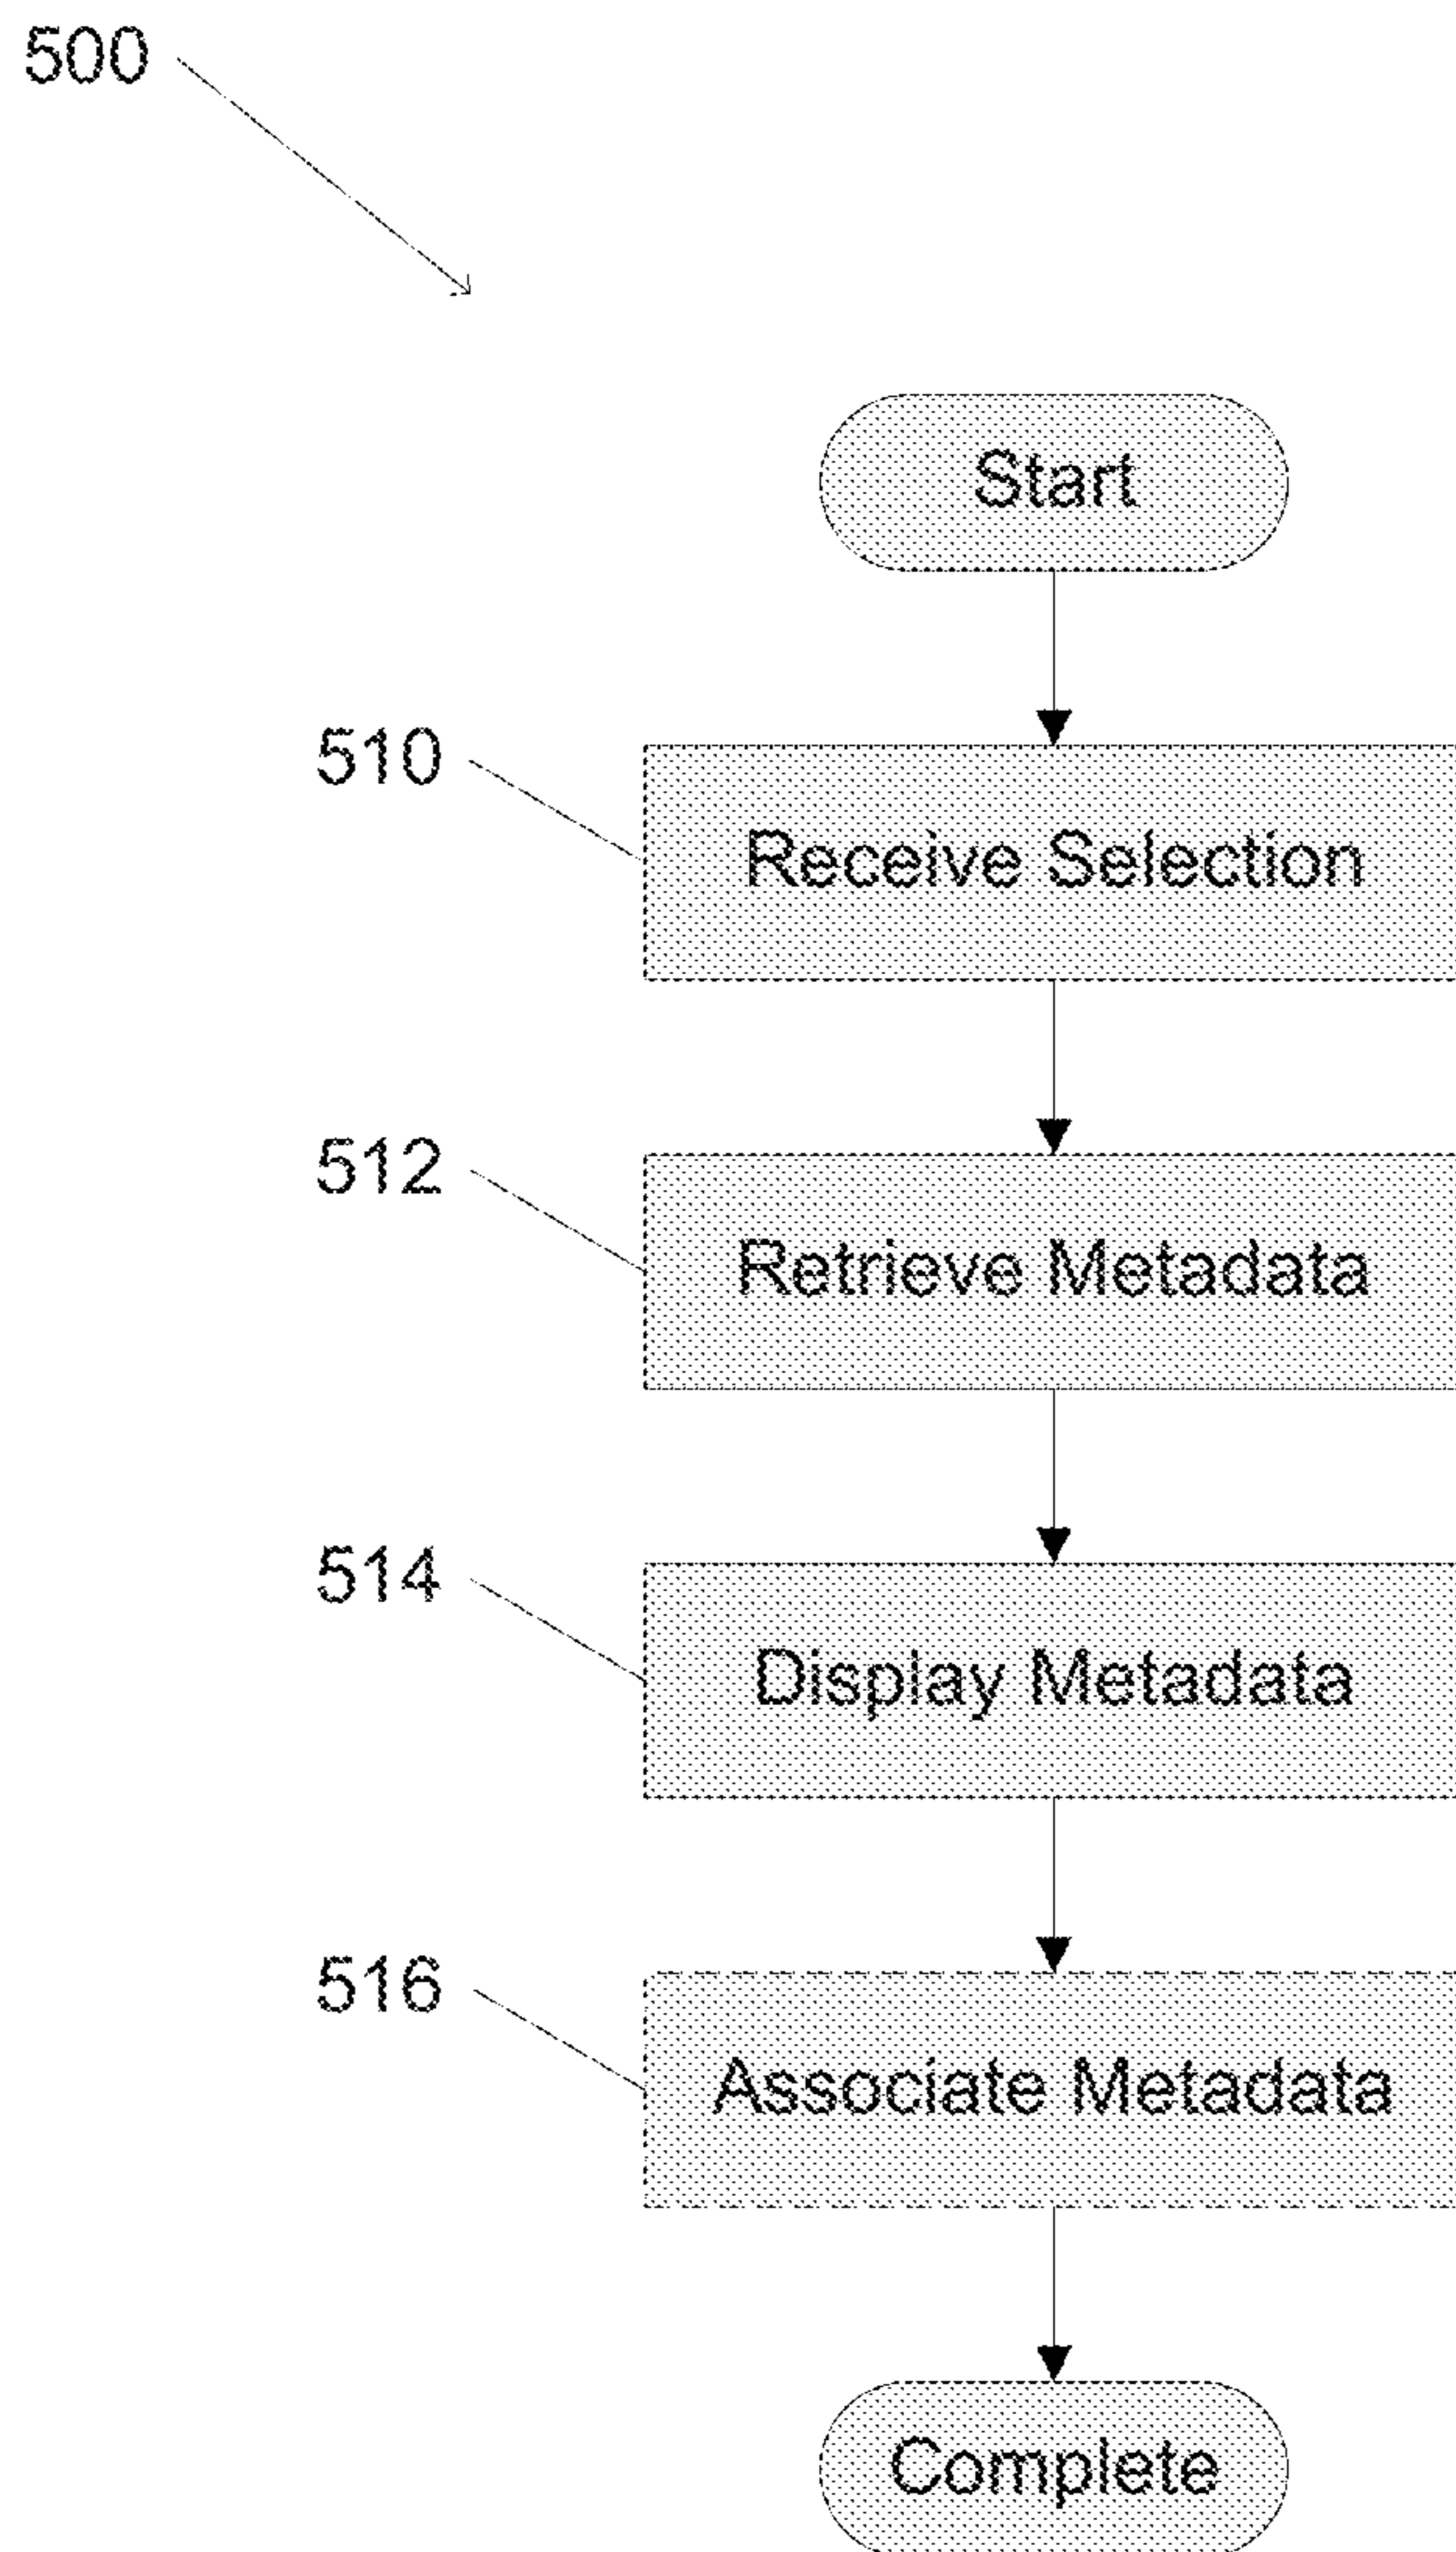 500
Start
510
Receive Selection
512
Retrieve Metadata
514
Display Metadata
516
Associate Metadata
Complete